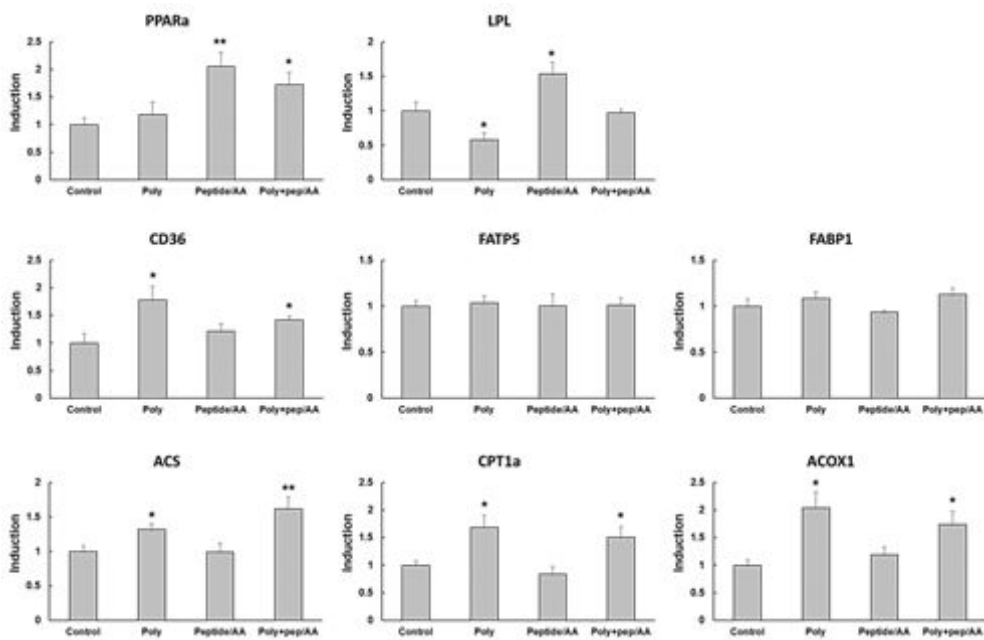 PPARa
Induction
2.5
2
1.5
1
0.5
0
**
*
Control Poly Peptide/AA Poly+pep/AA
LPL
Induction
2
1.5
1
0.5
0
*
*
Control Poly Peptide/AA Poly+pep/AA
CD36
Induction
2.5
2
1.5
1
0.5
0
*
*
Control Poly Peptide/AA Poly+pep/AA
FATP5
Induction
1.5
1
0.5
0
Control Poly Peptide/AA Poly+pep/AA
FABP1
Induction
1.5
1
0.5
0
Control Poly Peptide/AA Poly+pep/AA
ACS
Induction
2
1.5
1
0.5
0
*
**
Control Poly Peptide/AA Poly+pep/AA
CPT1a
Induction
2.5
2
1.5
1
0.5
0
*
*
Control Poly Peptide/AA Poly+pep/AA
ACOX1
Induction
2.5
2
1.5
1
0.5
0
*
*
Control Poly Peptide/AA Poly+pep/AA